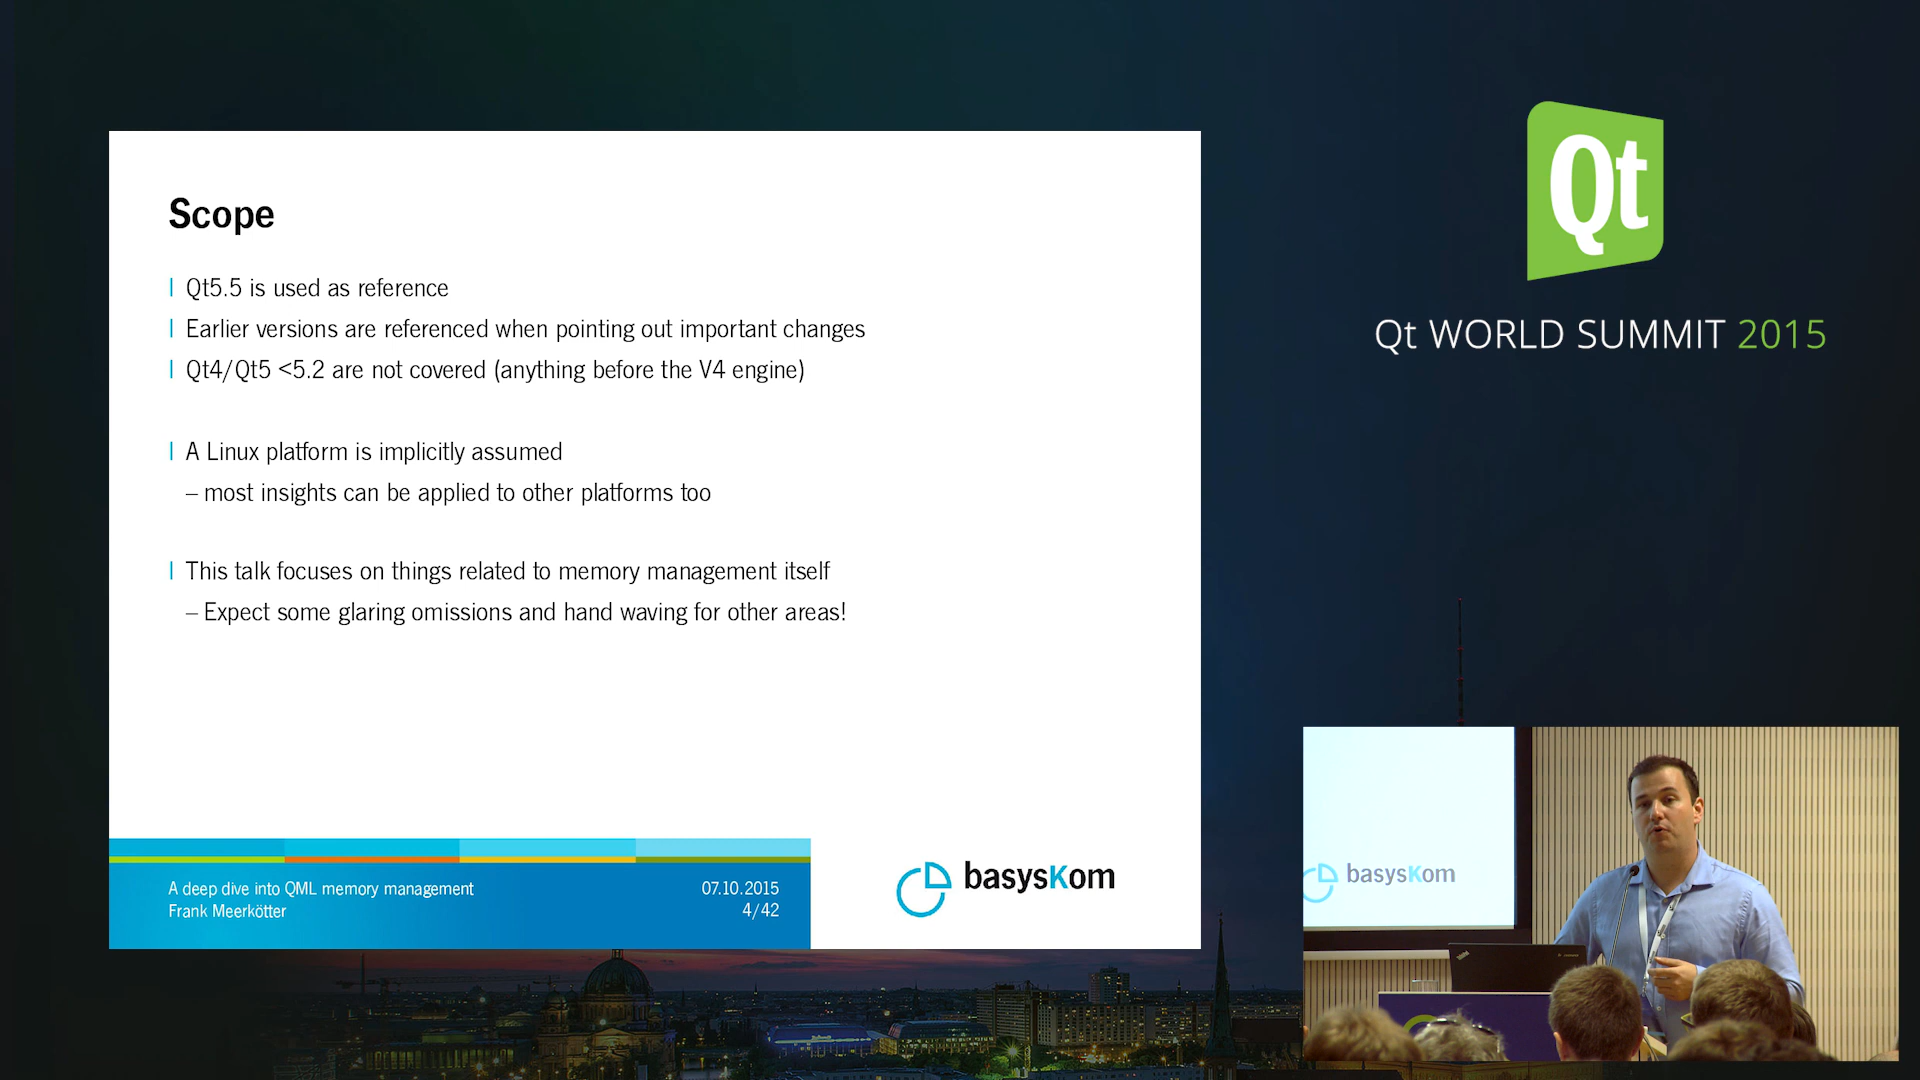 Scope
Qt5.5 is used as reference
Earlier versions are referenced when pointing out important changes
Qt4/Qt5 <5.2 are not covered (anything before the V4 engine)
A Linux platform is implicitly assumed
– most insights can be applied to other platforms too
This talk focuses on things related to memory management itself
– Expect some glaring omissions and hand waving for other areas!
A deep dive into QML memory management
Frank Meerkötter
07.10.2015
4/42
basysKom
Qt
Qt WORLD SUMMIT 2015
basysKom